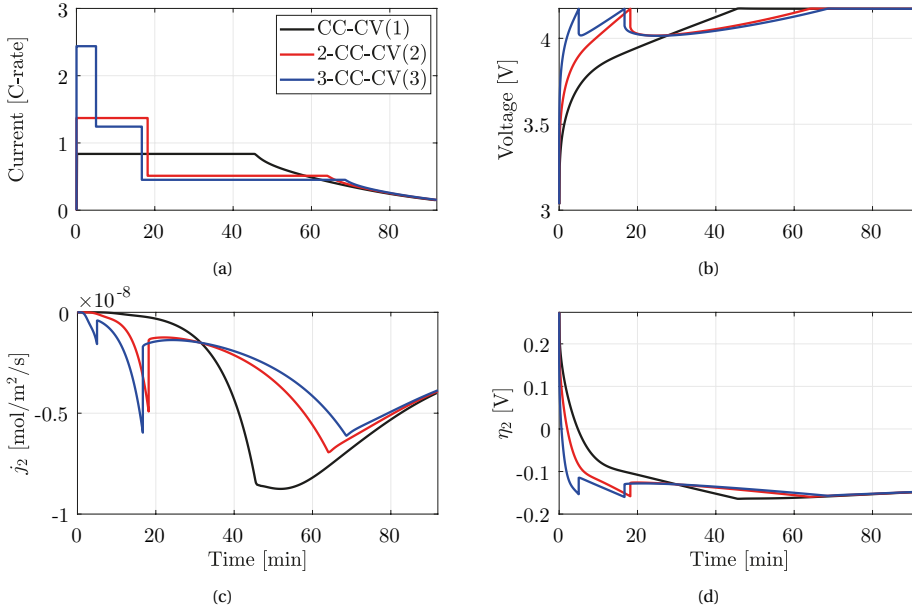 3
2
1
0
Current [C-rate]
CC-CV(1)
2-CC-CV(2)
3-CC-CV(3)
0
20
40
60
80
(a)
4
3.5
3
Voltage [V]
0
20
40
60
80
(b)
×10⁻⁸
0
-0.5
-1
j₂ [mol/m²/s]
0
20
40
60
80
Time [min]
(c)
0.2
0.1
0
-0.1
-0.2
η₂ [V]
0
20
40
60
80
Time [min]
(d)